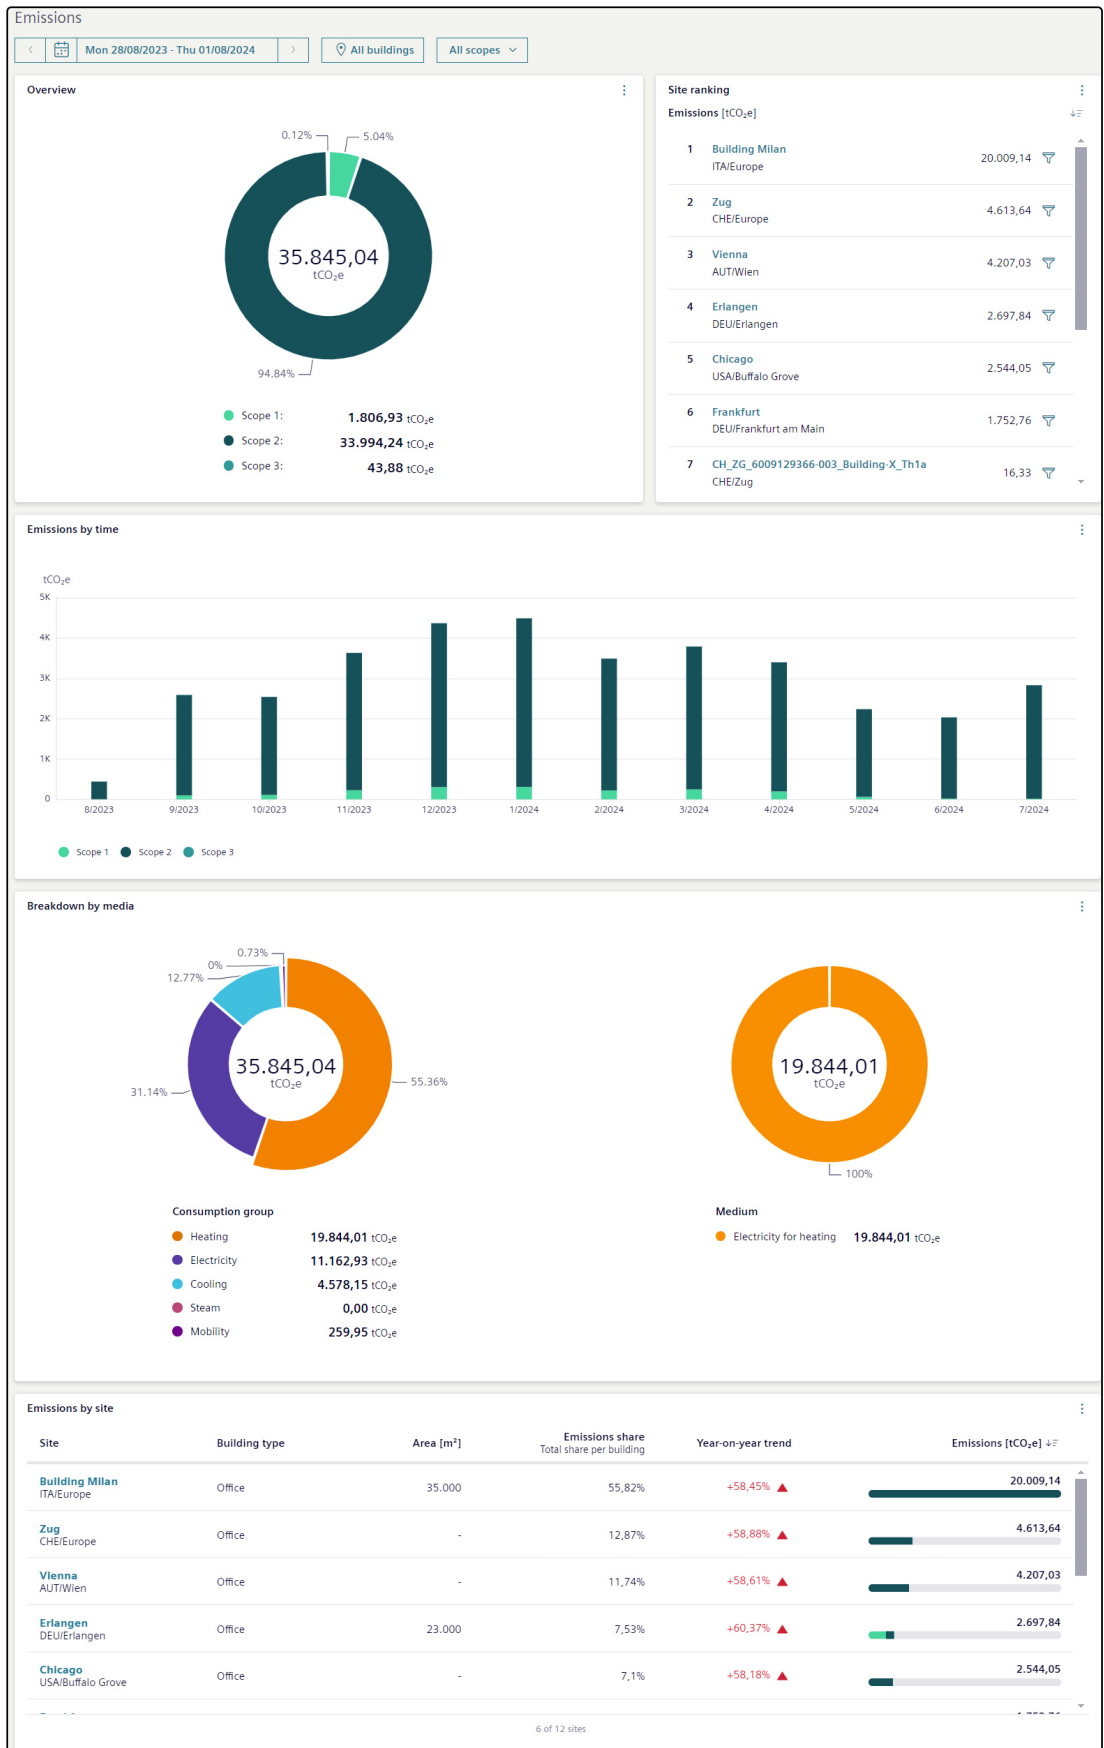 Emissions
Mon 28/08/2023 - Thu 01/08/2024
All buildings
All scopes
Overview
0.12%
5.04%
35.845,04
tCO₂e
94.84%
Scope 1: 1.806,93 tCO₂e
Scope 2: 33.994,24 tCO₂e
Scope 3: 43,88 tCO₂e
Site ranking
Emissions [tCO₂e]
1 Building Milan 20.009,14
ITA/Europe
2 Zug 4.613,64
CHE/Europe
3 Vienna 4.207,03
AUT/Wien
4 Erlangen 2.697,84
DEU/Erlangen
5 Chicago 2.544,05
USA/Buffalo Grove
6 Frankfurt 1.752,76
DEU/Frankfurt am Main
7 CH_ZG_6009129366-003_Building-X_Th1a 16,33
CHE/Zug
Emissions by time
tCO₂e
5K
4K
3K
2K
1K
0
8/2023 9/2023 10/2023 11/2023 12/2023 1/2024 2/2024 3/2024 4/2024 5/2024 6/2024 7/2024
Scope 1 Scope 2 Scope 3
Breakdown by media
0.73%
0%
12.77%
35.845,04
tCO₂e
55.36%
31.14%
Consumption group
Heating 19.844,01 tCO₂e
Electricity 11.162,93 tCO₂e
Cooling 4.578,15 tCO₂e
Steam 0,00 tCO₂e
Mobility 259,95 tCO₂e
19.844,01
tCO₂e
100%
Medium
Electricity for heating 19.844,01 tCO₂e
Emissions by site
Site Building type Area [m²] Emissions share Year-on-year trend Emissions [tCO₂e]
Total share per building
Building Milan Office 35.000 55,82% +58,45% 20.009,14
ITA/Europe
Zug Office - 12,87% +58,88% 4.613,64
CHE/Europe
Vienna Office - 11,74% +58,61% 4.207,03
AUT/Wien
Erlangen Office 23.000 7,53% +60,37% 2.697,84
DEU/Erlangen
Chicago Office - 7,1% +58,18% 2.544,05
USA/Buffalo Grove
6 of 12 sites